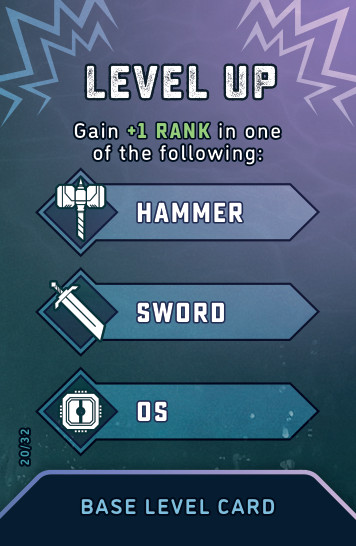 LEVEL UP
Gain +1 RANK in one
of the following:
HAMMER
SWORD
OS
20/32
BASE LEVEL CARD